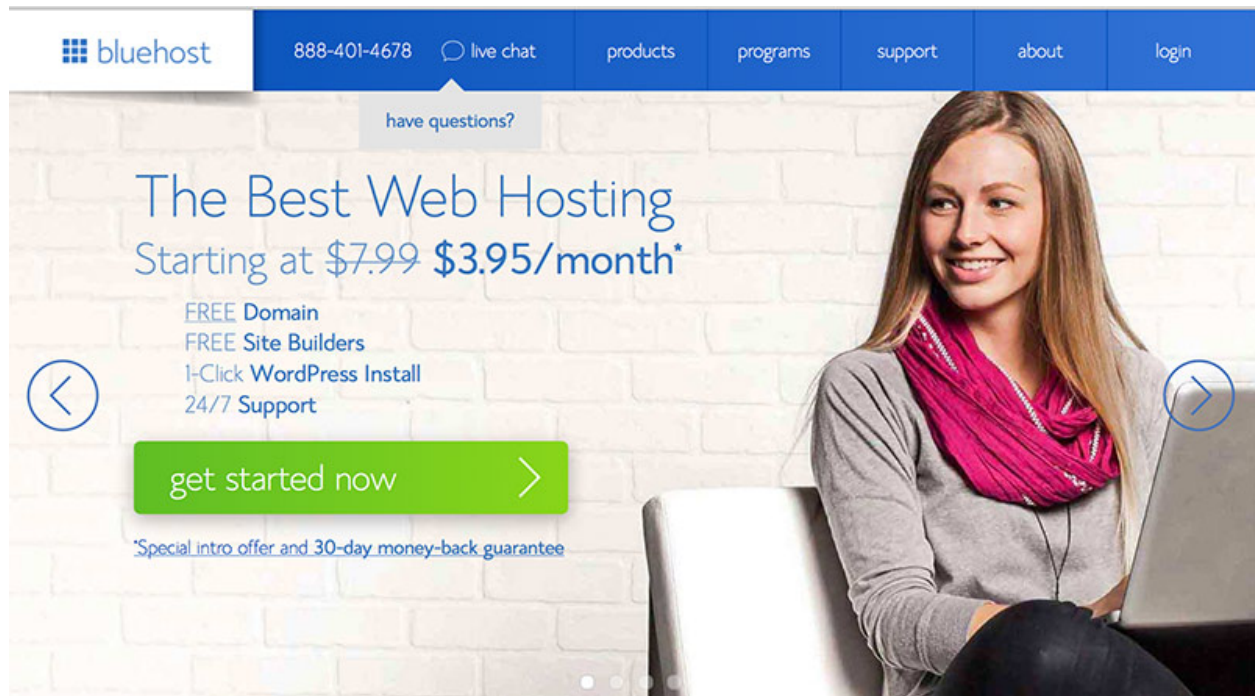 bluehost
888-401-4678 live chat products programs support about login
have questions?
The Best Web Hosting
Starting at $7.99 $3.95/month*
FREE Domain
FREE Site Builders
1-Click WordPress Install
24/7 Support
get started now
*Special intro offer and 30-day money-back guarantee